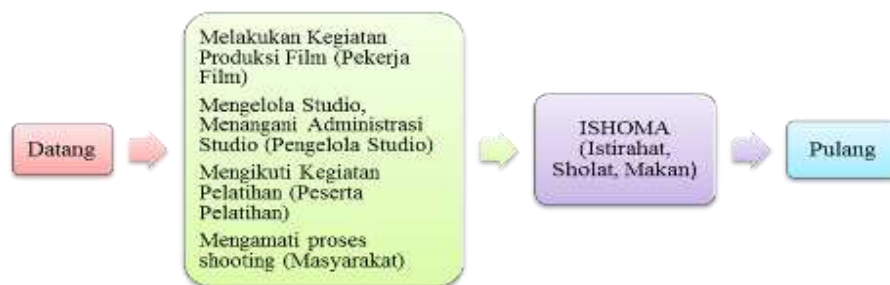 Datang
Melakukan Kegiatan
Produksi Film (Pekerja
Film)
Mengelola Studio,
Menangani Administrasi
Studio (Pengelola Studio)
Mengikuti Kegiatan
Pelatihan (Peserta
Pelatihan)
Mengamati proses
shooting (Masyarakat)
ISHOMA
(Istirahat,
Sholat, Makan)
Pulang